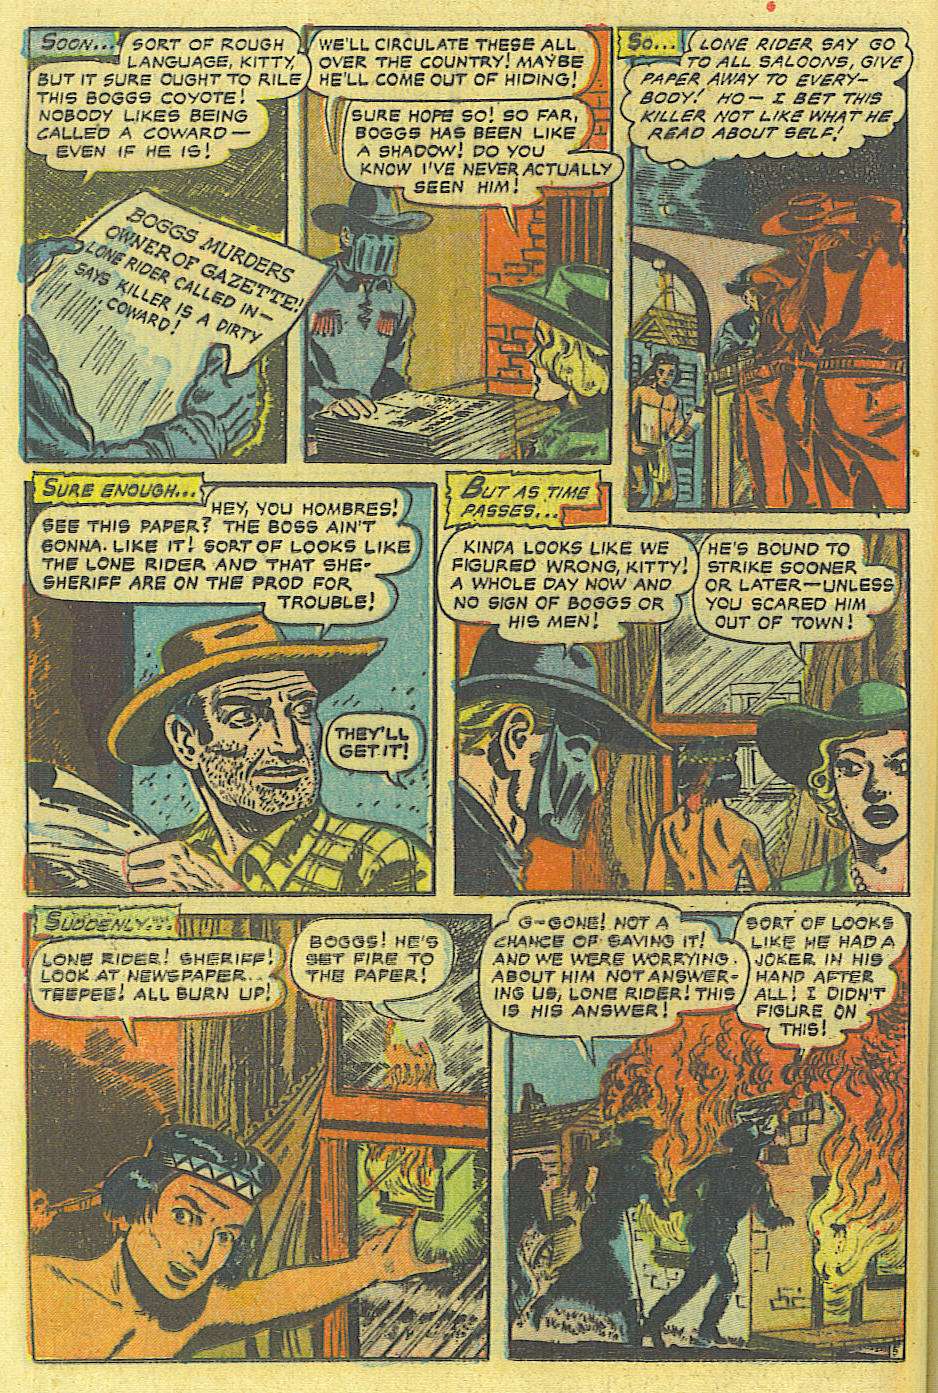 SOON...
SORT OF ROUGH
LANGUAGE, KITTY,
BUT IT SURE OUGHT TO RILE
THIS BOGGS COYOTE!
NOBODY LIKES BEING
CALLED A COWARD—
EVEN IF HE IS!
BOGGS MURDERS
OWNER OF GAZETTE!
LONE RIDER CALLED IN—
SAYS KILLER IS A DIRTY
COWARD!
WE'LL CIRCULATE THESE ALL
OVER THE COUNTRY! MAYBE
HE'LL COME OUT OF HIDING!
SURE HOPE SO! SO FAR,
BOGGS HAS BEEN LIKE
A SHADOW! DO YOU
KNOW I'VE NEVER ACTUALLY
SEEN HIM!
SO...
LONE RIDER SAY GO
TO ALL SALOONS, GIVE
PAPER AWAY TO EVERY-
BODY! HO— I BET THIS
KILLER NOT LIKE WHAT HE
READ ABOUT SELF!
SURE ENOUGH...
HEY, YOU HOMBRES!
SEE THIS PAPER? THE BOSS AIN'T
GONNA LIKE IT! SORT OF LOOKS LIKE
THE LONE RIDER AND THAT SHE-
SHERIFF ARE ON THE PROD FOR
TROUBLE!
THEY'LL
GET IT!
BUT AS TIME
PASSES...
KINDA LOOKS LIKE WE
FIGURED WRONG, KITTY!
A WHOLE DAY NOW AND
NO SIGN OF BOGGS OR
HIS MEN!
HE'S BOUND TO
STRIKE SOONER
OR LATER—UNLESS
YOU SCARED HIM
OUT OF TOWN!
SUDDENLY...
LONE RIDER! SHERIFF!
LOOK AT NEWSPAPER..
TEEPEE! ALL BURN UP!
BOGGS! HE'S
SET FIRE TO
THE PAPER!
G-GONE! NOT A
CHANCE OF SAVING IT!
AND WE WERE WORRYING
ABOUT HIM NOT ANSWER-
ING US, LONE RIDER! THIS
IS HIS ANSWER!
SORT OF LOOKS
LIKE HE HAD A
JOKER IN HIS
HAND AFTER
ALL! I DIDN'T
FIGURE ON
THIS!
5